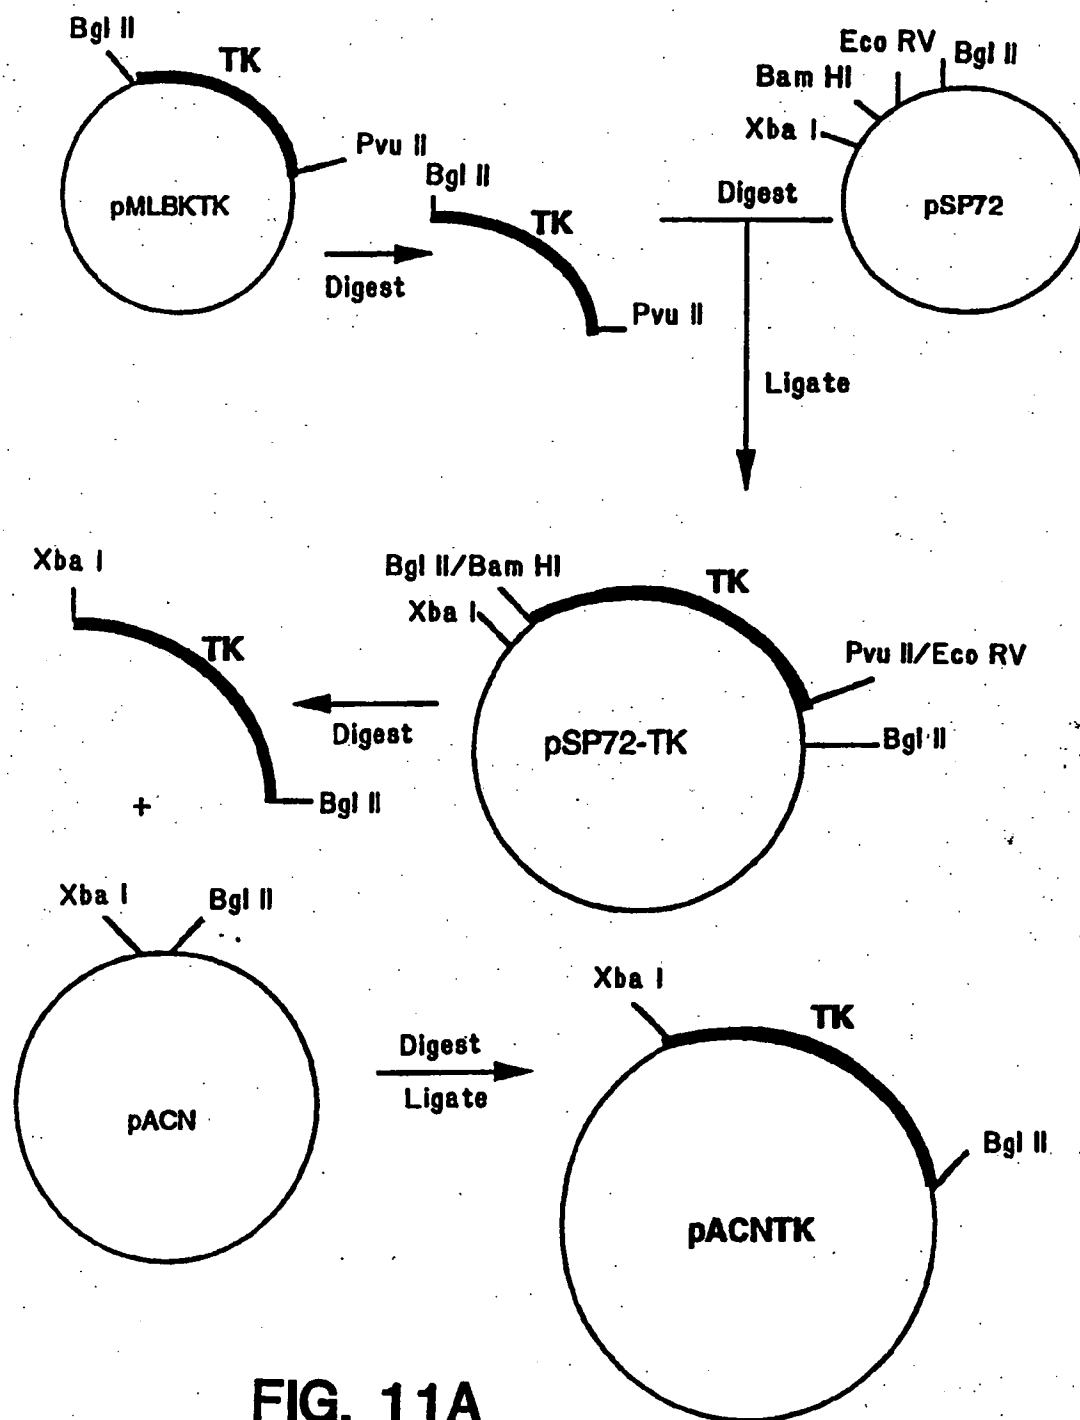 Bgl II
TK
Pvu II
pMLBKTK
Digest
Bgl II
TK
Pvu II
Eco RV
Bgl II
Bam HI
Xba I
pSP72
Digest
Ligate
Xba I
TK
Bgl II
Digest
Bgl II/Bam HI
Xba I
TK
Pvu II/Eco RV
Bgl II
pSP72-TK
+
Xba I
Bgl II
pACN
Digest
Ligate
Xba I
TK
Bgl II
pACNTK
FIG. 11A